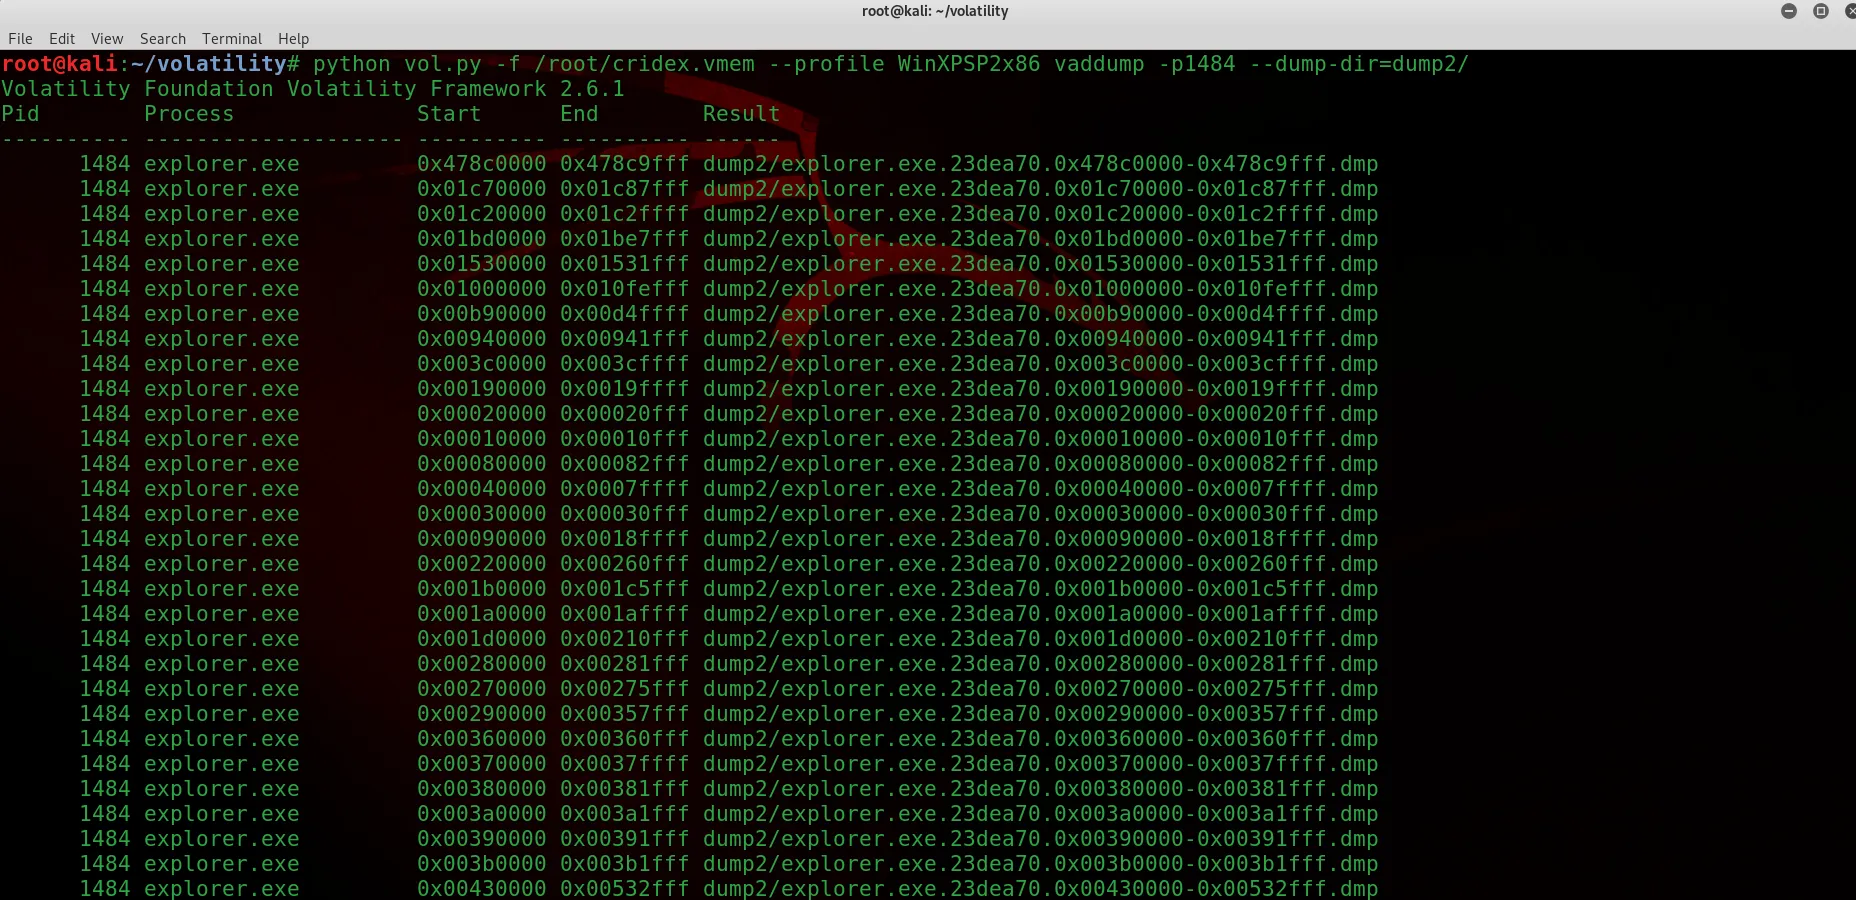 root@kali: ~/volatility
File Edit View Search Terminal Help
root@kali:~/volatility# python vol.py -f /root/cridex.vmem --profile WinXPSP2x86 vaddump -p1484 --dump-dir=dump2/
Volatility Foundation Volatility Framework 2.6.1
Pid        Process              Start      End        Result
---------- -------------------- ---------- ---------- ------
      1484 explorer.exe         0x478c0000 0x478c9fff dump2/explorer.exe.23dea70.0x478c0000-0x478c9fff.dmp
      1484 explorer.exe         0x01c70000 0x01c87fff dump2/explorer.exe.23dea70.0x01c70000-0x01c87fff.dmp
      1484 explorer.exe         0x01c20000 0x01c2ffff dump2/explorer.exe.23dea70.0x01c20000-0x01c2ffff.dmp
      1484 explorer.exe         0x01bd0000 0x01be7fff dump2/explorer.exe.23dea70.0x01bd0000-0x01be7fff.dmp
      1484 explorer.exe         0x01530000 0x01531fff dump2/explorer.exe.23dea70.0x01530000-0x01531fff.dmp
      1484 explorer.exe         0x01000000 0x010fefff dump2/explorer.exe.23dea70.0x01000000-0x010fefff.dmp
      1484 explorer.exe         0x00b90000 0x00d4ffff dump2/explorer.exe.23dea70.0x00b90000-0x00d4ffff.dmp
      1484 explorer.exe         0x00940000 0x00941fff dump2/explorer.exe.23dea70.0x00940000-0x00941fff.dmp
      1484 explorer.exe         0x003c0000 0x003cffff dump2/explorer.exe.23dea70.0x003c0000-0x003cffff.dmp
      1484 explorer.exe         0x00190000 0x0019ffff dump2/explorer.exe.23dea70.0x00190000-0x0019ffff.dmp
      1484 explorer.exe         0x00020000 0x00020fff dump2/explorer.exe.23dea70.0x00020000-0x00020fff.dmp
      1484 explorer.exe         0x00010000 0x00010fff dump2/explorer.exe.23dea70.0x00010000-0x00010fff.dmp
      1484 explorer.exe         0x00080000 0x00082fff dump2/explorer.exe.23dea70.0x00080000-0x00082fff.dmp
      1484 explorer.exe         0x00040000 0x0007ffff dump2/explorer.exe.23dea70.0x00040000-0x0007ffff.dmp
      1484 explorer.exe         0x00030000 0x00030fff dump2/explorer.exe.23dea70.0x00030000-0x00030fff.dmp
      1484 explorer.exe         0x00090000 0x0018ffff dump2/explorer.exe.23dea70.0x00090000-0x0018ffff.dmp
      1484 explorer.exe         0x00220000 0x00260fff dump2/explorer.exe.23dea70.0x00220000-0x00260fff.dmp
      1484 explorer.exe         0x001b0000 0x001c5fff dump2/explorer.exe.23dea70.0x001b0000-0x001c5fff.dmp
      1484 explorer.exe         0x001a0000 0x001affff dump2/explorer.exe.23dea70.0x001a0000-0x001affff.dmp
      1484 explorer.exe         0x001d0000 0x00210fff dump2/explorer.exe.23dea70.0x001d0000-0x00210fff.dmp
      1484 explorer.exe         0x00280000 0x00281fff dump2/explorer.exe.23dea70.0x00280000-0x00281fff.dmp
      1484 explorer.exe         0x00270000 0x00275fff dump2/explorer.exe.23dea70.0x00270000-0x00275fff.dmp
      1484 explorer.exe         0x00290000 0x00357fff dump2/explorer.exe.23dea70.0x00290000-0x00357fff.dmp
      1484 explorer.exe         0x00360000 0x00360fff dump2/explorer.exe.23dea70.0x00360000-0x00360fff.dmp
      1484 explorer.exe         0x00370000 0x0037ffff dump2/explorer.exe.23dea70.0x00370000-0x0037ffff.dmp
      1484 explorer.exe         0x00380000 0x00381fff dump2/explorer.exe.23dea70.0x00380000-0x00381fff.dmp
      1484 explorer.exe         0x003a0000 0x003a1fff dump2/explorer.exe.23dea70.0x003a0000-0x003a1fff.dmp
      1484 explorer.exe         0x00390000 0x00391fff dump2/explorer.exe.23dea70.0x00390000-0x00391fff.dmp
      1484 explorer.exe         0x003b0000 0x003b1fff dump2/explorer.exe.23dea70.0x003b0000-0x003b1fff.dmp
      1484 explorer.exe         0x00430000 0x00532fff dump2/explorer.exe.23dea70.0x00430000-0x00532fff.dmp